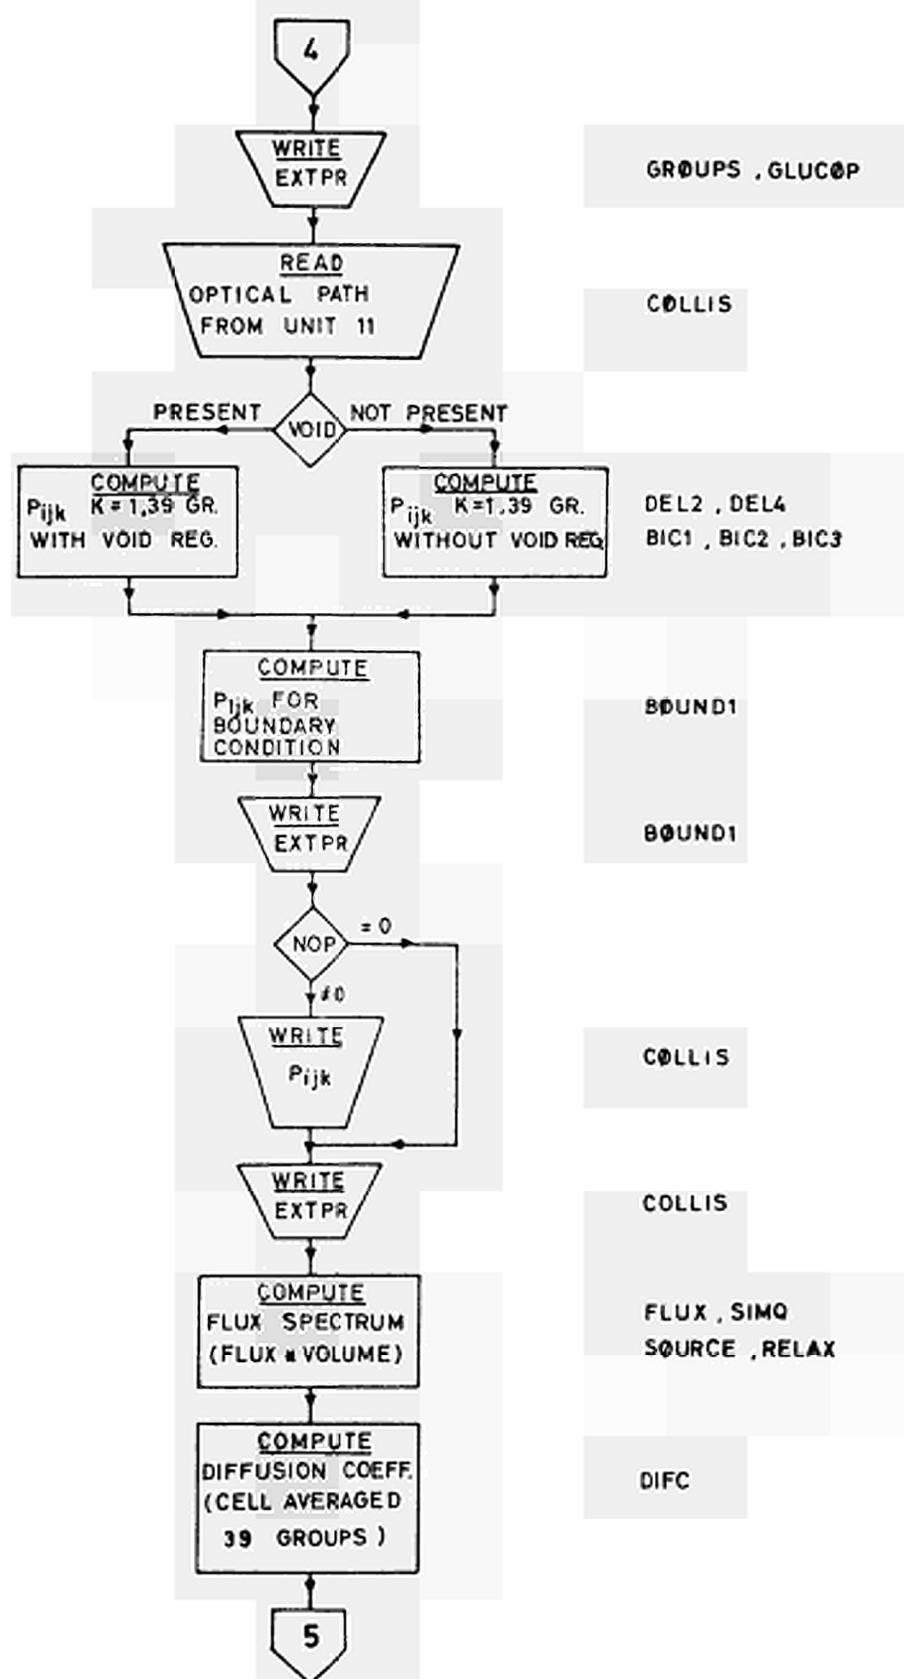 4
WRITE
EXTPR
GRØUPS , GLUCØP
READ
OPTICAL PATH
FROM UNIT 11
CØLLIS
PRESENT
VOID
NOT PRESENT
COMPUTE
Pijk K = 1,39 GR.
WITH VOID REG.
COMPUTE
Pijk K = 1,39 GR.
WITHOUT VOID REG.
DEL2 , DEL4
BIC1 , BIC2 , BIC3
COMPUTE
Pijk FOR
BOUNDARY
CONDITION
BØUND1
WRITE
EXTPR
BØUND1
NOP
= 0
≠0
WRITE
Pijk
CØLLIS
WRITE
EXTPR
COLLIS
COMPUTE
FLUX SPECTRUM
(FLUX * VOLUME)
FLUX , SIMQ
SØURCE , RELAX
COMPUTE
DIFFUSION COEFF.
(CELL AVERAGED
39 GROUPS )
DIFC
5